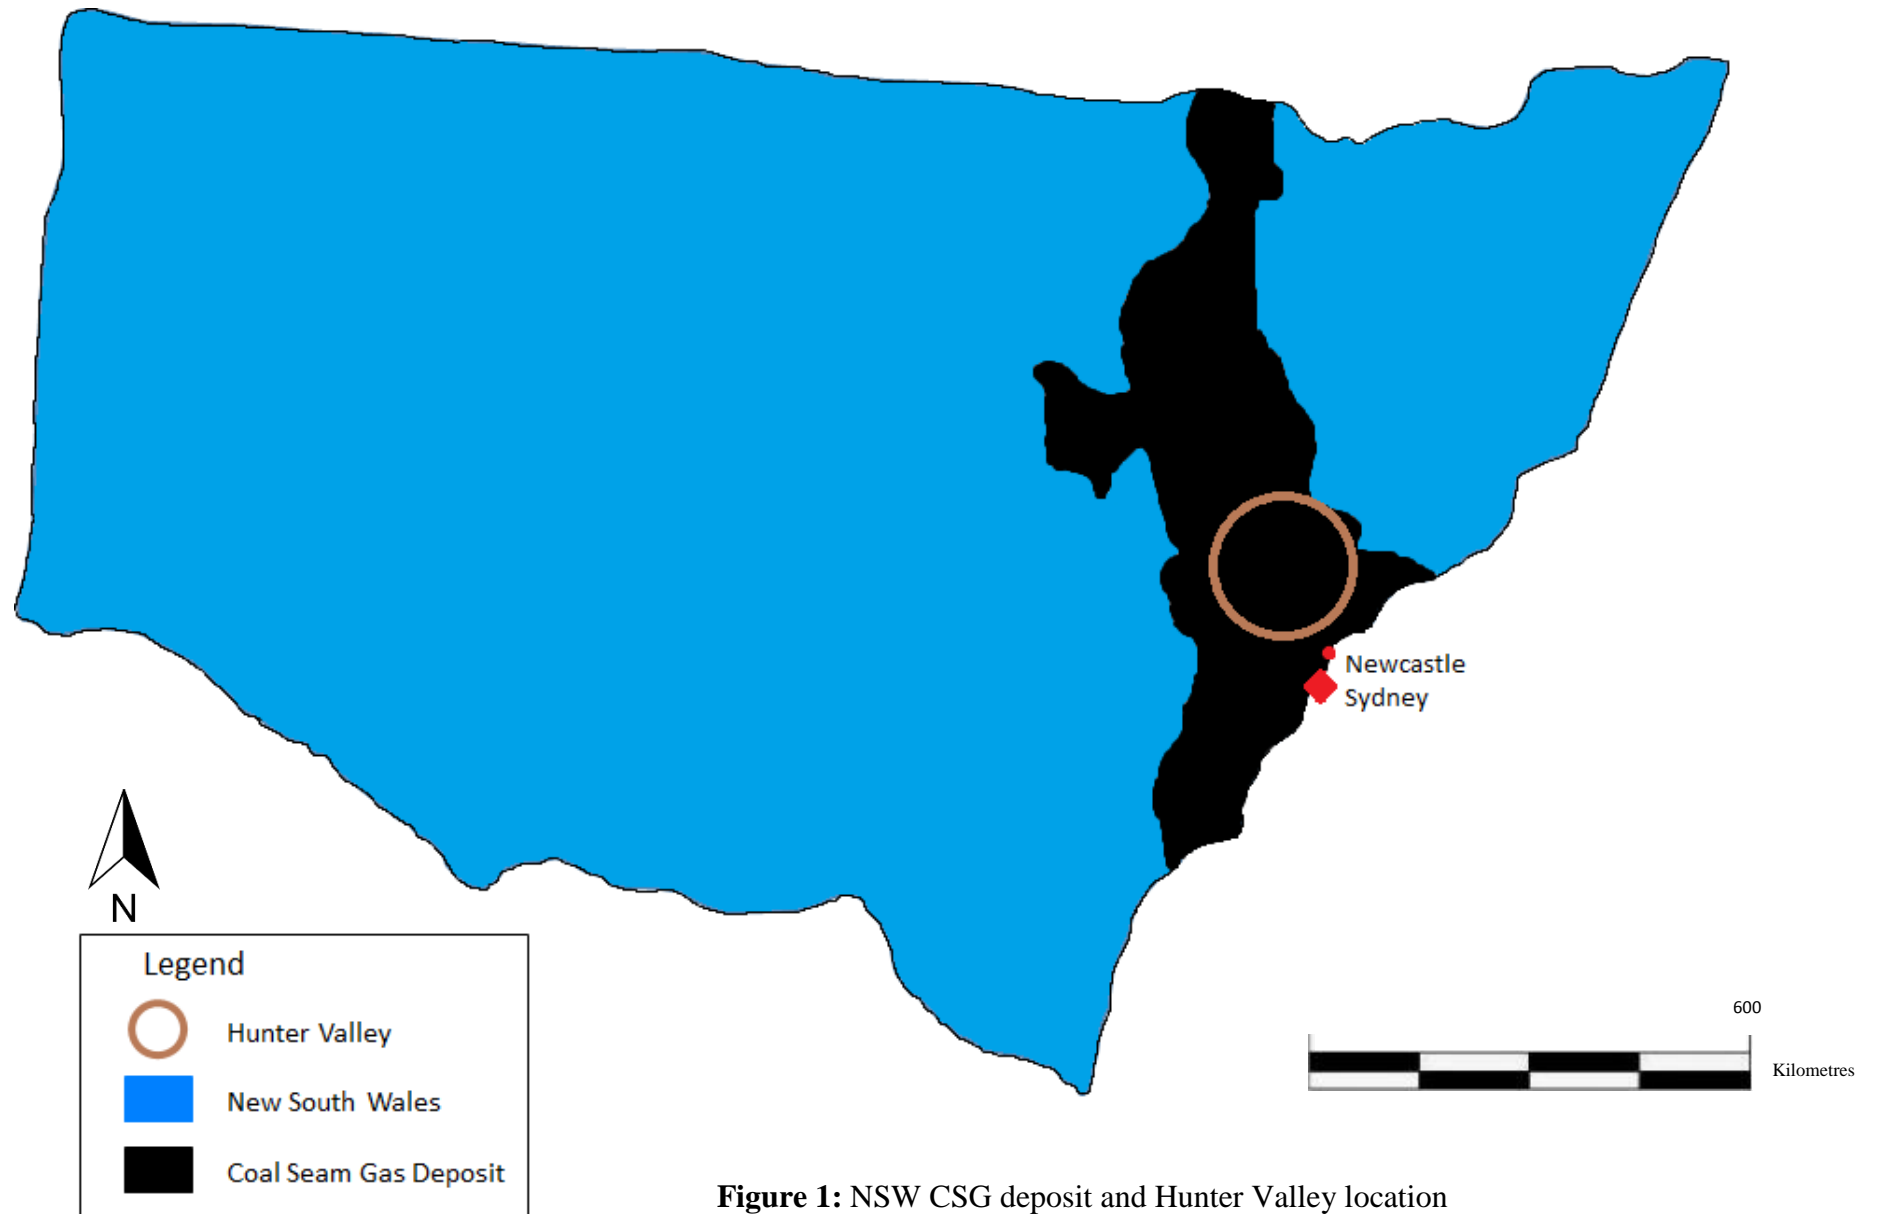 Newcastle
Sydney
N
Legend
Hunter Valley
New South Wales
Coal Seam Gas Deposit
600
Kilometres
Figure 1: NSW CSG deposit and Hunter Valley location